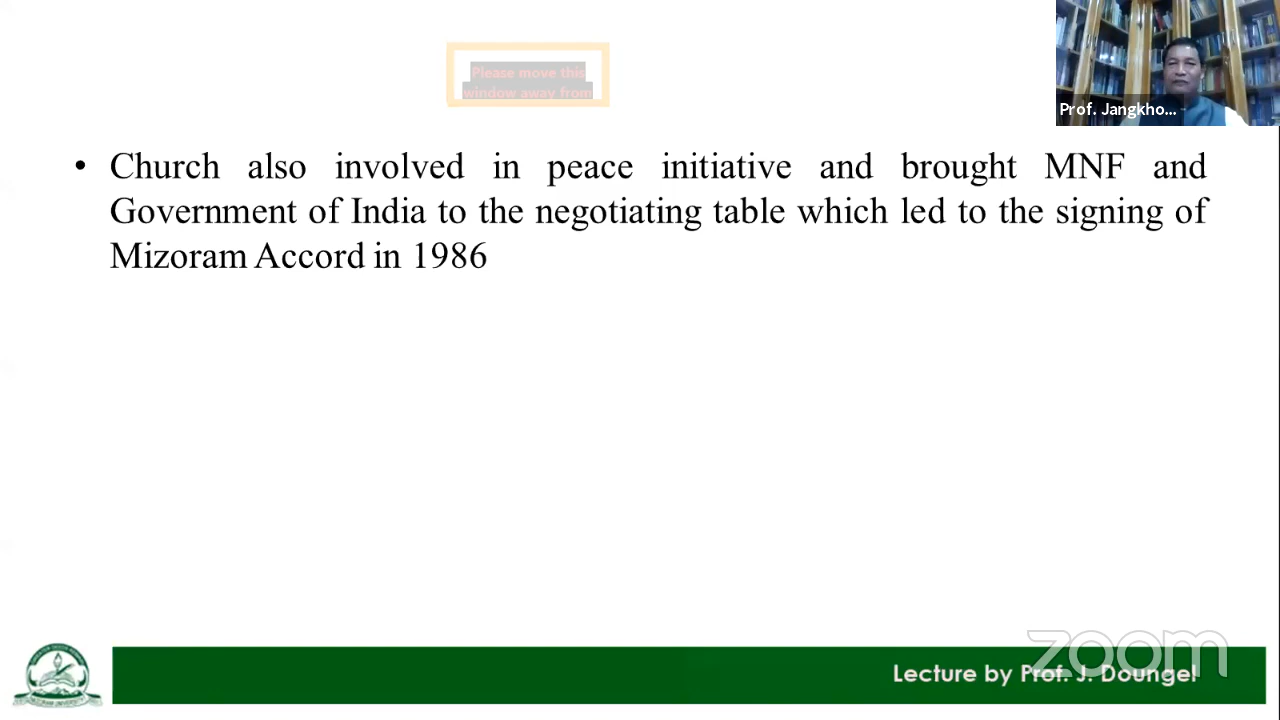 Please move this
window away from
Prof. Jangkho...
• Church also involved in peace initiative and brought MNF and
Government of India to the negotiating table which led to the signing of
Mizoram Accord in 1986
zoom
Lecture by Prof. J. Doungel